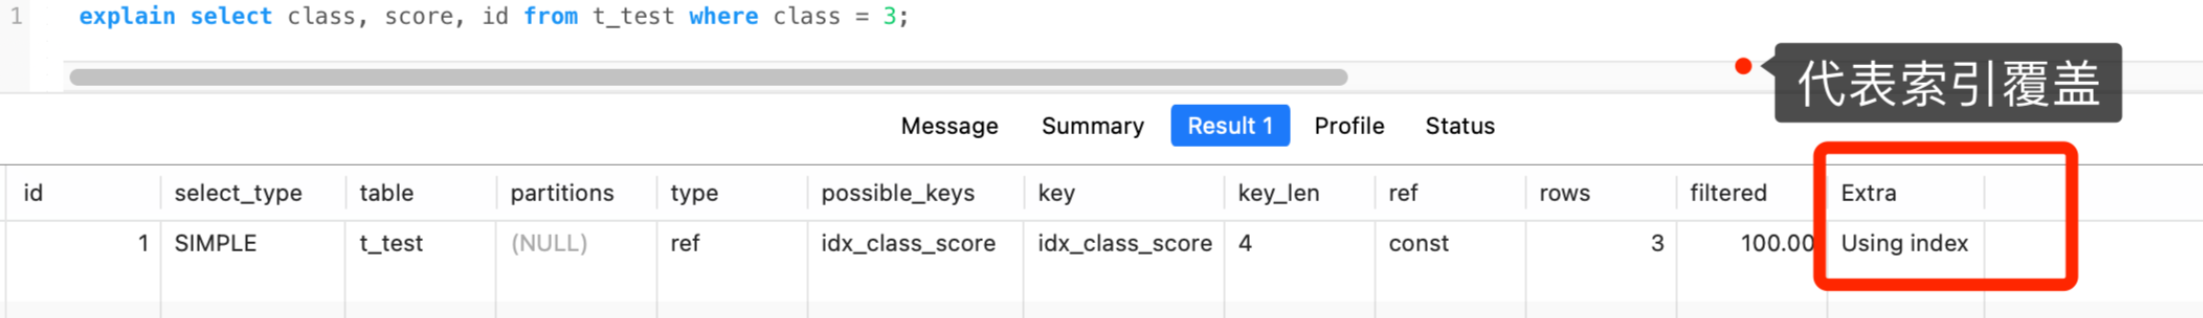 1 explain select class, score, id from t_test where class = 3;
代表索引覆盖
Message Summary Result 1 Profile Status
id select_type table partitions type possible_keys key key_len ref rows filtered Extra
1 SIMPLE t_test (NULL) ref idx_class_score idx_class_score 4 const 3 100.00 Using index